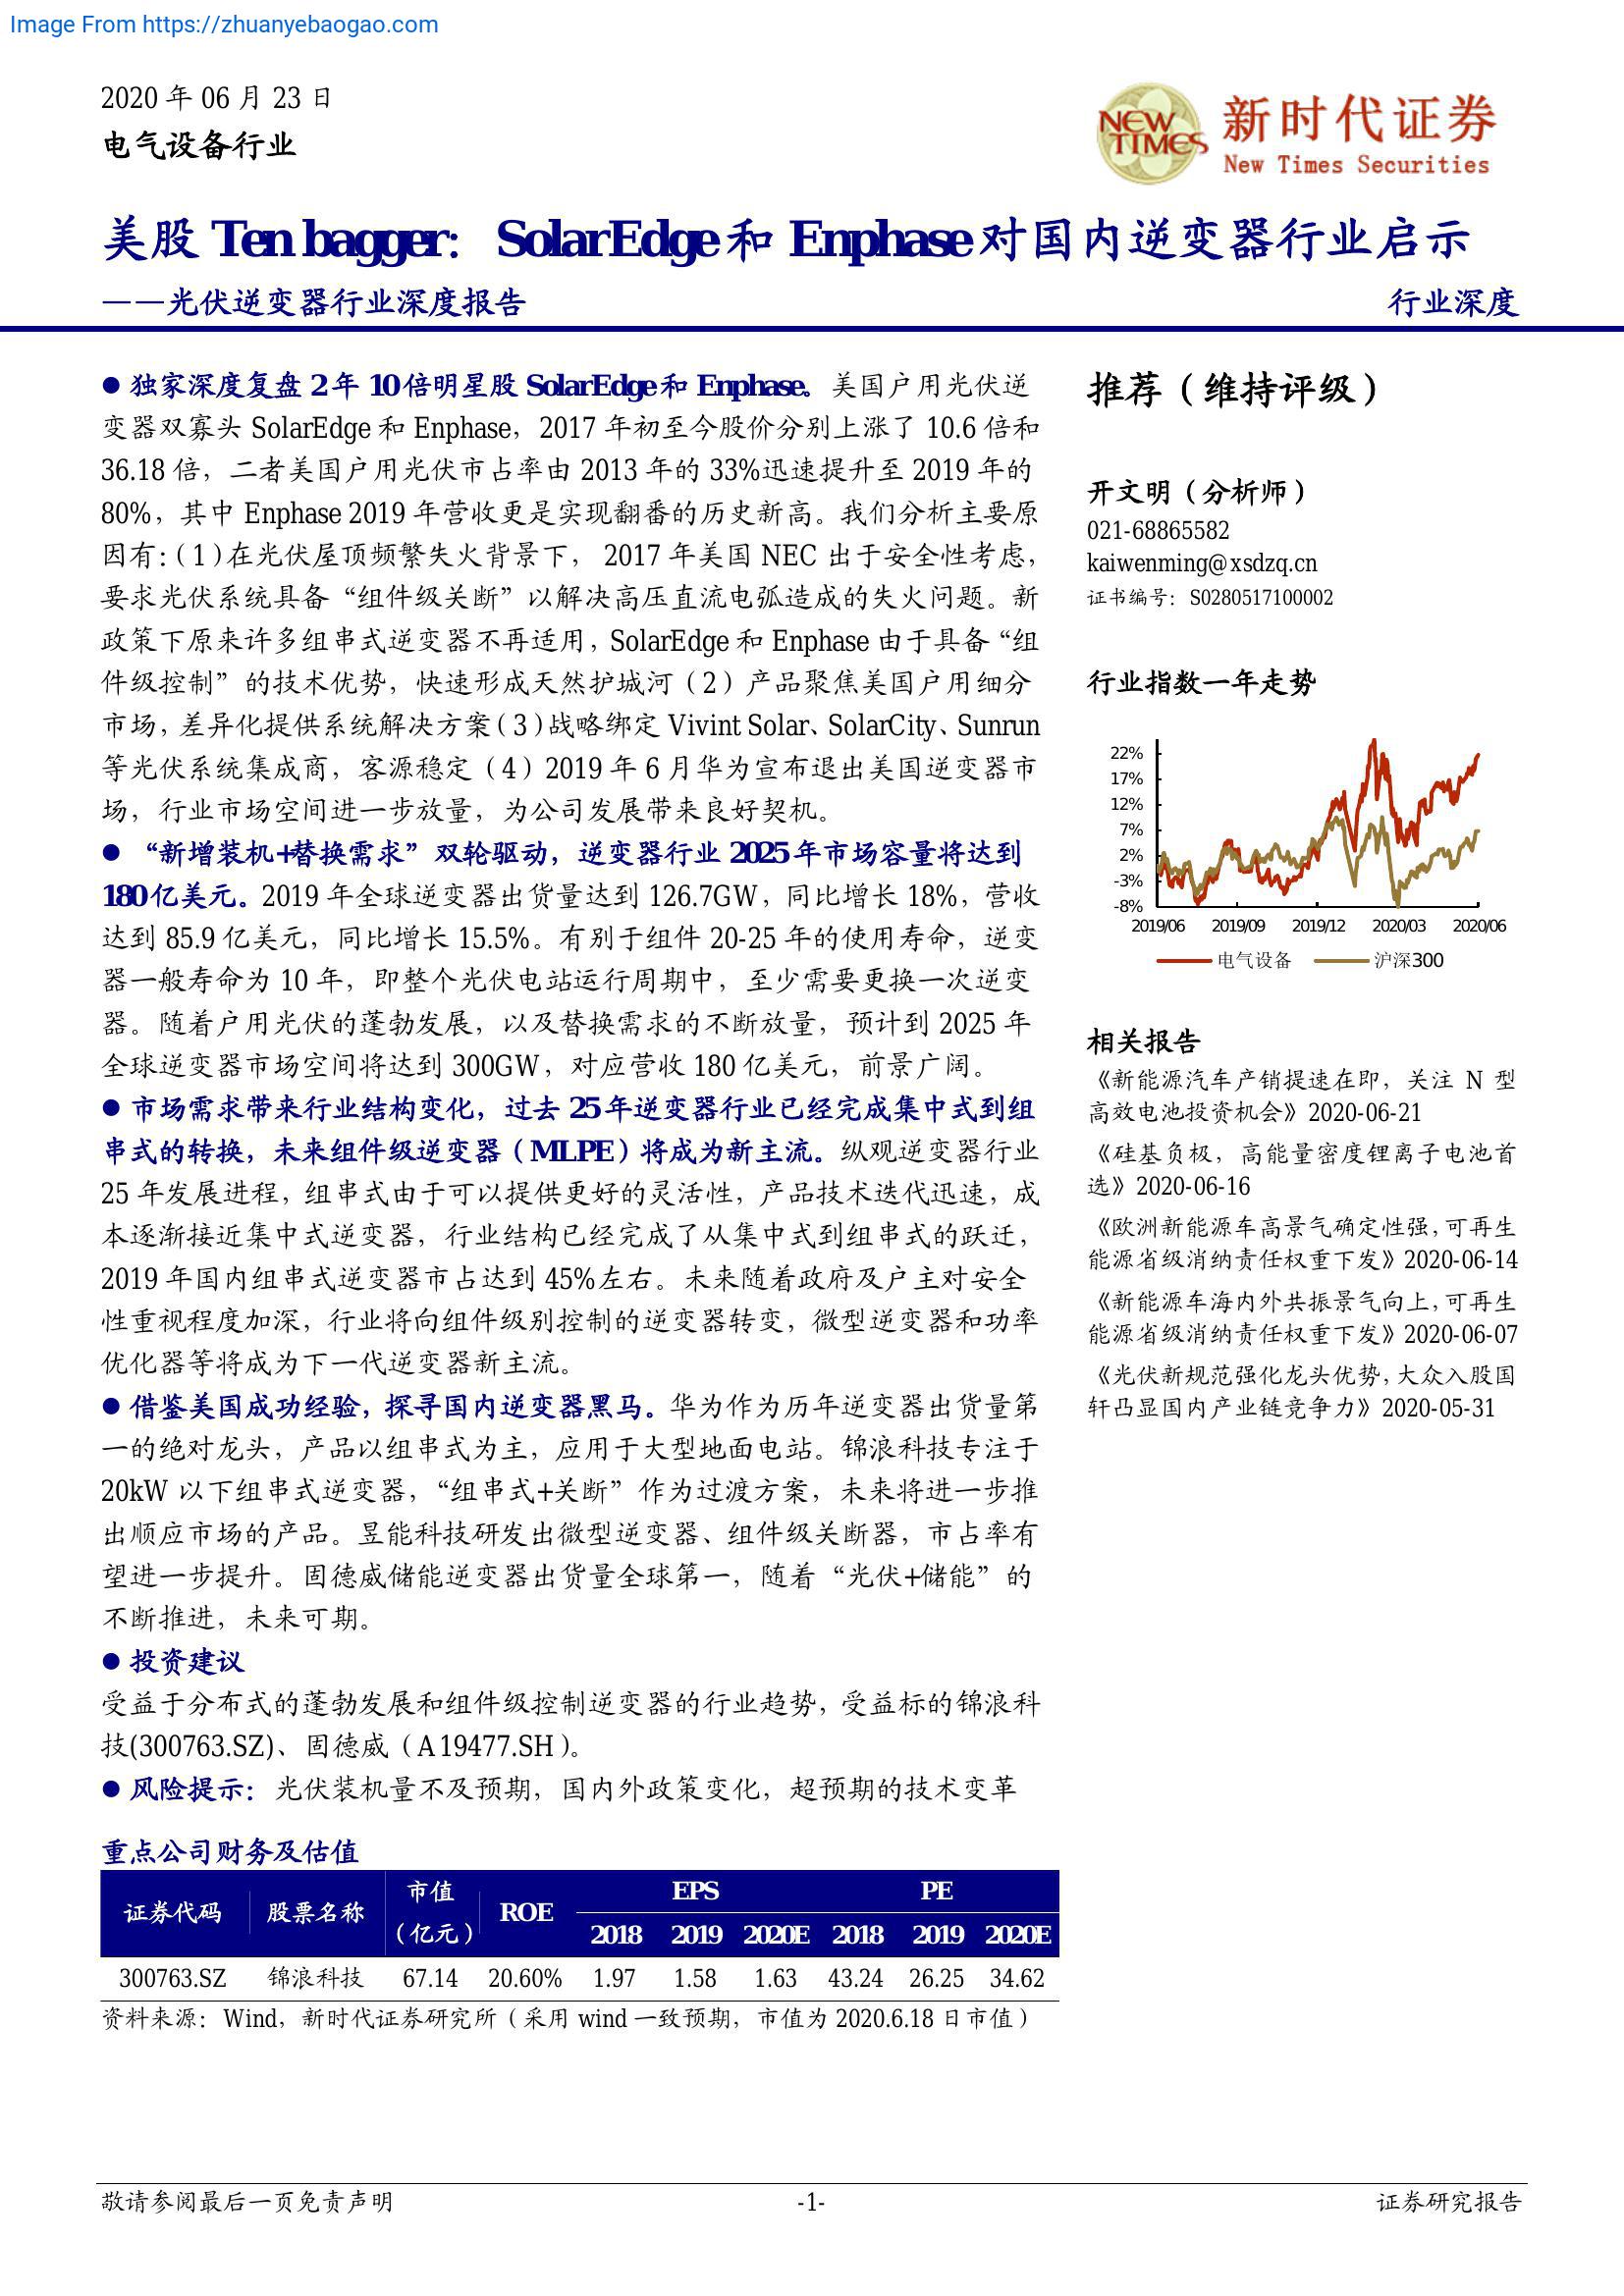 Image From https://zhuanyebaogao.com
2020 年 06 月 23 日
电气设备行业
NEW TIMES
新时代证券
New Times Securities
美股 Ten bagger：SolarEdge 和 Enphase 对国内逆变器行业启示
——光伏逆变器行业深度报告
行业深度
● 独家深度复盘 2 年 10 倍明星股 SolarEdge 和 Enphase。美国户用光伏逆
变器双寡头 SolarEdge 和 Enphase，2017 年初至今股价分别上涨了 10.6 倍和
36.18 倍，二者美国户用光伏市占率由 2013 年的 33%迅速提升至 2019 年的
80%，其中 Enphase 2019 年营收更是实现翻番的历史新高。我们分析主要原
因有：（1）在光伏屋顶频繁失火背景下， 2017 年美国 NEC 出于安全性考虑，
要求光伏系统具备“组件级关断”以解决高压直流电弧造成的失火问题。新
政策下原来许多组串式逆变器不再适用，SolarEdge 和 Enphase 由于具备“组
件级控制”的技术优势，快速形成天然护城河（2）产品聚焦美国户用细分
市场，差异化提供系统解决方案（3）战略绑定 Vivint Solar、SolarCity、Sunrun
等光伏系统集成商，客源稳定（4）2019 年 6 月华为宣布退出美国逆变器市
场，行业市场空间进一步放量，为公司发展带来良好契机。
● “新增装机+替换需求”双轮驱动，逆变器行业 2025 年市场容量将达到
180 亿美元。2019 年全球逆变器出货量达到 126.7GW，同比增长 18%，营收
达到 85.9 亿美元，同比增长 15.5%。有别于组件 20-25 年的使用寿命，逆变
器一般寿命为 10 年，即整个光伏电站运行周期中，至少需要更换一次逆变
器。随着户用光伏的蓬勃发展，以及替换需求的不断放量，预计到 2025 年
全球逆变器市场空间将达到 300GW，对应营收 180 亿美元，前景广阔。
● 市场需求带来行业结构变化，过去 25 年逆变器行业已经完成集中式到组
串式的转换，未来组件级逆变器（MLPE）将成为新主流。纵观逆变器行业
25 年发展进程，组串式由于可以提供更好的灵活性，产品技术迭代迅速，成
本逐渐接近集中式逆变器，行业结构已经完成了从集中式到组串式的跃迁，
2019 年国内组串式逆变器市占达到 45%左右。未来随着政府及户主对安全
性重视程度加深，行业将向组件级别控制的逆变器转变，微型逆变器和功率
优化器等将成为下一代逆变器新主流。
● 借鉴美国成功经验，探寻国内逆变器黑马。华为作为历年逆变器出货量第
一的绝对龙头，产品以组串式为主，应用于大型地面电站。锦浪科技专注于
20kW 以下组串式逆变器，“组串式+关断”作为过渡方案，未来将进一步推
出顺应市场的产品。昱能科技研发出微型逆变器、组件级关断器，市占率有
望进一步提升。固德威储能逆变器出货量全球第一，随着“光伏+储能”的
不断推进，未来可期。
● 投资建议
受益于分布式的蓬勃发展和组件级控制逆变器的行业趋势，受益标的锦浪科
技(300763.SZ)、固德威（A19477.SH）。
● 风险提示：光伏装机量不及预期，国内外政策变化，超预期的技术变革
推荐（维持评级）
开文明（分析师）
021-68865582
kaiwenming@xsdzq.cn
证书编号：S0280517100002
行业指数一年走势
22%
17%
12%
7%
2%
-3%
-8%
2019/06 2019/09 2019/12 2020/03 2020/06
电气设备 沪深300
相关报告
《新能源汽车产销提速在即，关注 N 型
高效电池投资机会》2020-06-21
《硅基负极，高能量密度锂离子电池首
选》2020-06-16
《欧洲新能源车高景气确定性强，可再生
能源省级消纳责任权重下发》2020-06-14
《新能源车海内外共振景气向上，可再生
能源省级消纳责任权重下发》2020-06-07
《光伏新规范强化龙头优势，大众入股国
轩凸显国内产业链竞争力》2020-05-31
重点公司财务及估值
证券代码 股票名称 市值（亿元） ROE EPS PE
2018 2019 2020E 2018 2019 2020E
300763.SZ 锦浪科技 67.14 20.60% 1.97 1.58 1.63 43.24 26.25 34.62
资料来源：Wind，新时代证券研究所（采用 wind 一致预期，市值为 2020.6.18 日市值）
敬请参阅最后一页免责声明
-1-
证券研究报告